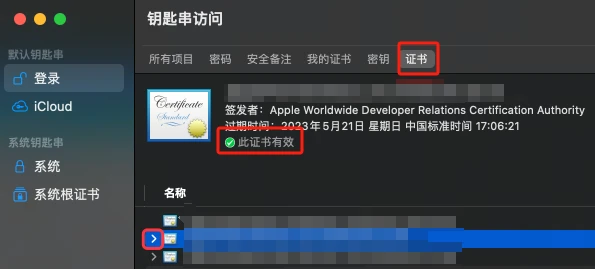 钥匙串访问
默认钥匙串
登录
iCloud
系统钥匙串
系统
系统根证书
所有项目 密码 安全备注 我的证书 密钥 证书
Certificate
Standard
签发者：Apple Worldwide Developer Relations Certification Authority
过期时间：2023年5月21日 星期日 中国标准时间 17:06:21
此证书有效
名称